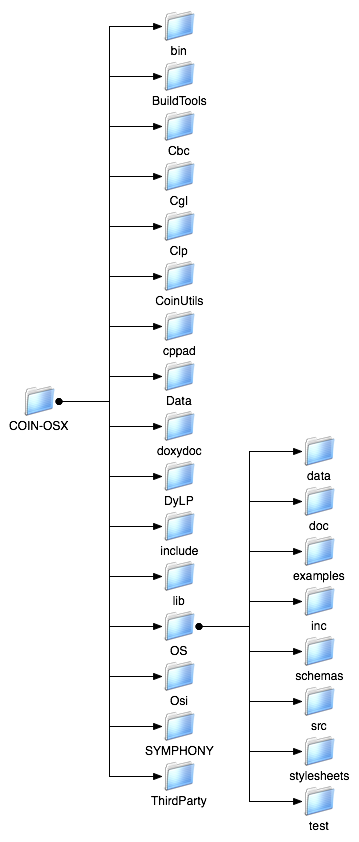 bin
BuildTools
Cbc
Cgl
Clp
CoinUtils
cppad
Data
COIN-OSX
doxydoc
DyLP
include
lib
OS
Osi
SYMPHONY
ThirdParty
data
doc
examples
inc
schemas
src
stylesheets
test